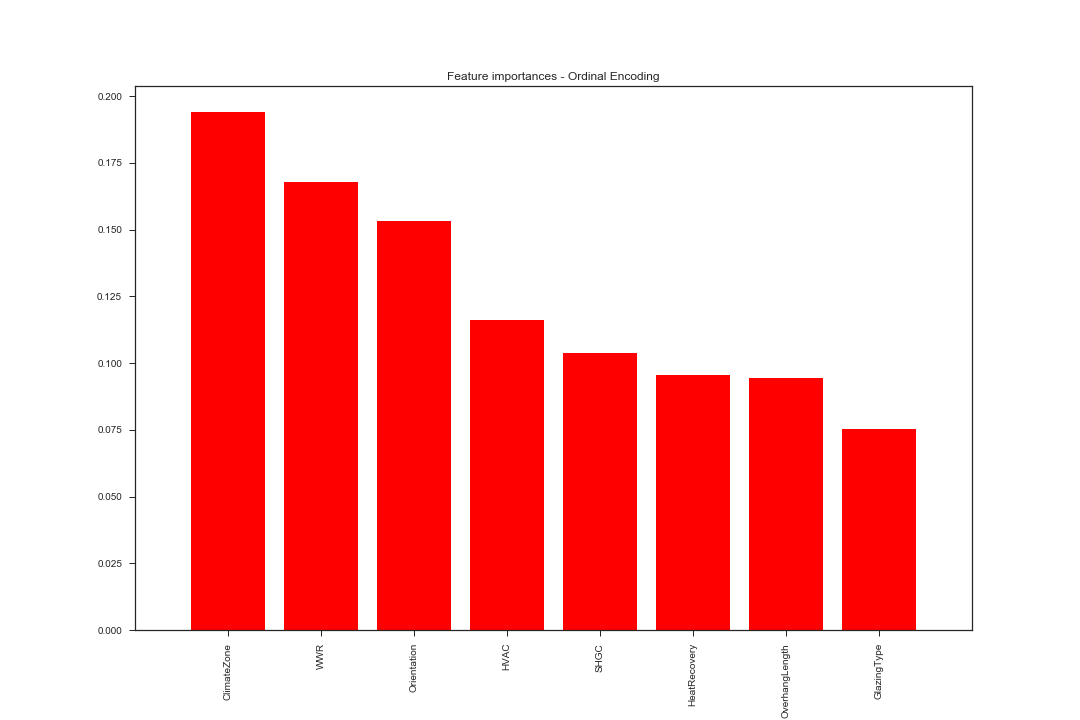 Feature importances - Ordinal Encoding
0.200
0.175
0.150
0.125
0.100
0.075
0.050
0.025
0.000
ClimateZone
WWR
Orientation
HVAC
SHGC
HeatRecovery
OverhangLength
GlazingType